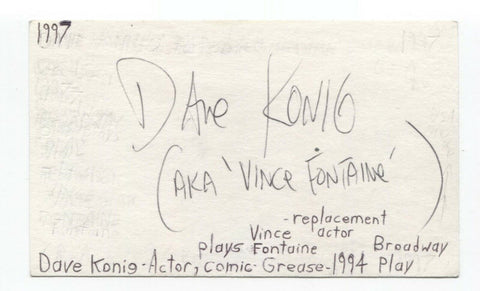 1997
DAve KONIG
(AKA 'VINCE FONTAINE')
-replacement
Vince actor
plays Fontaine Broadway
Dave Konig-Actor, comic-Grease-1994 Play